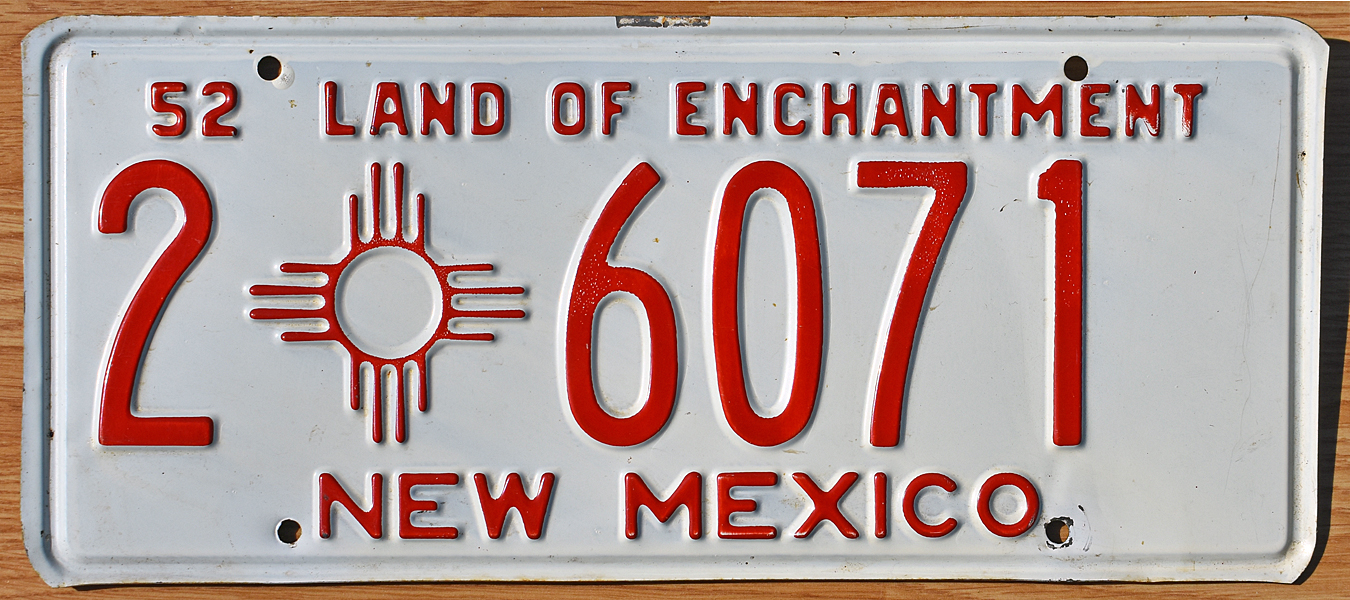 52 LAND OF ENCHANTMENT
2 6071
NEW MEXICO